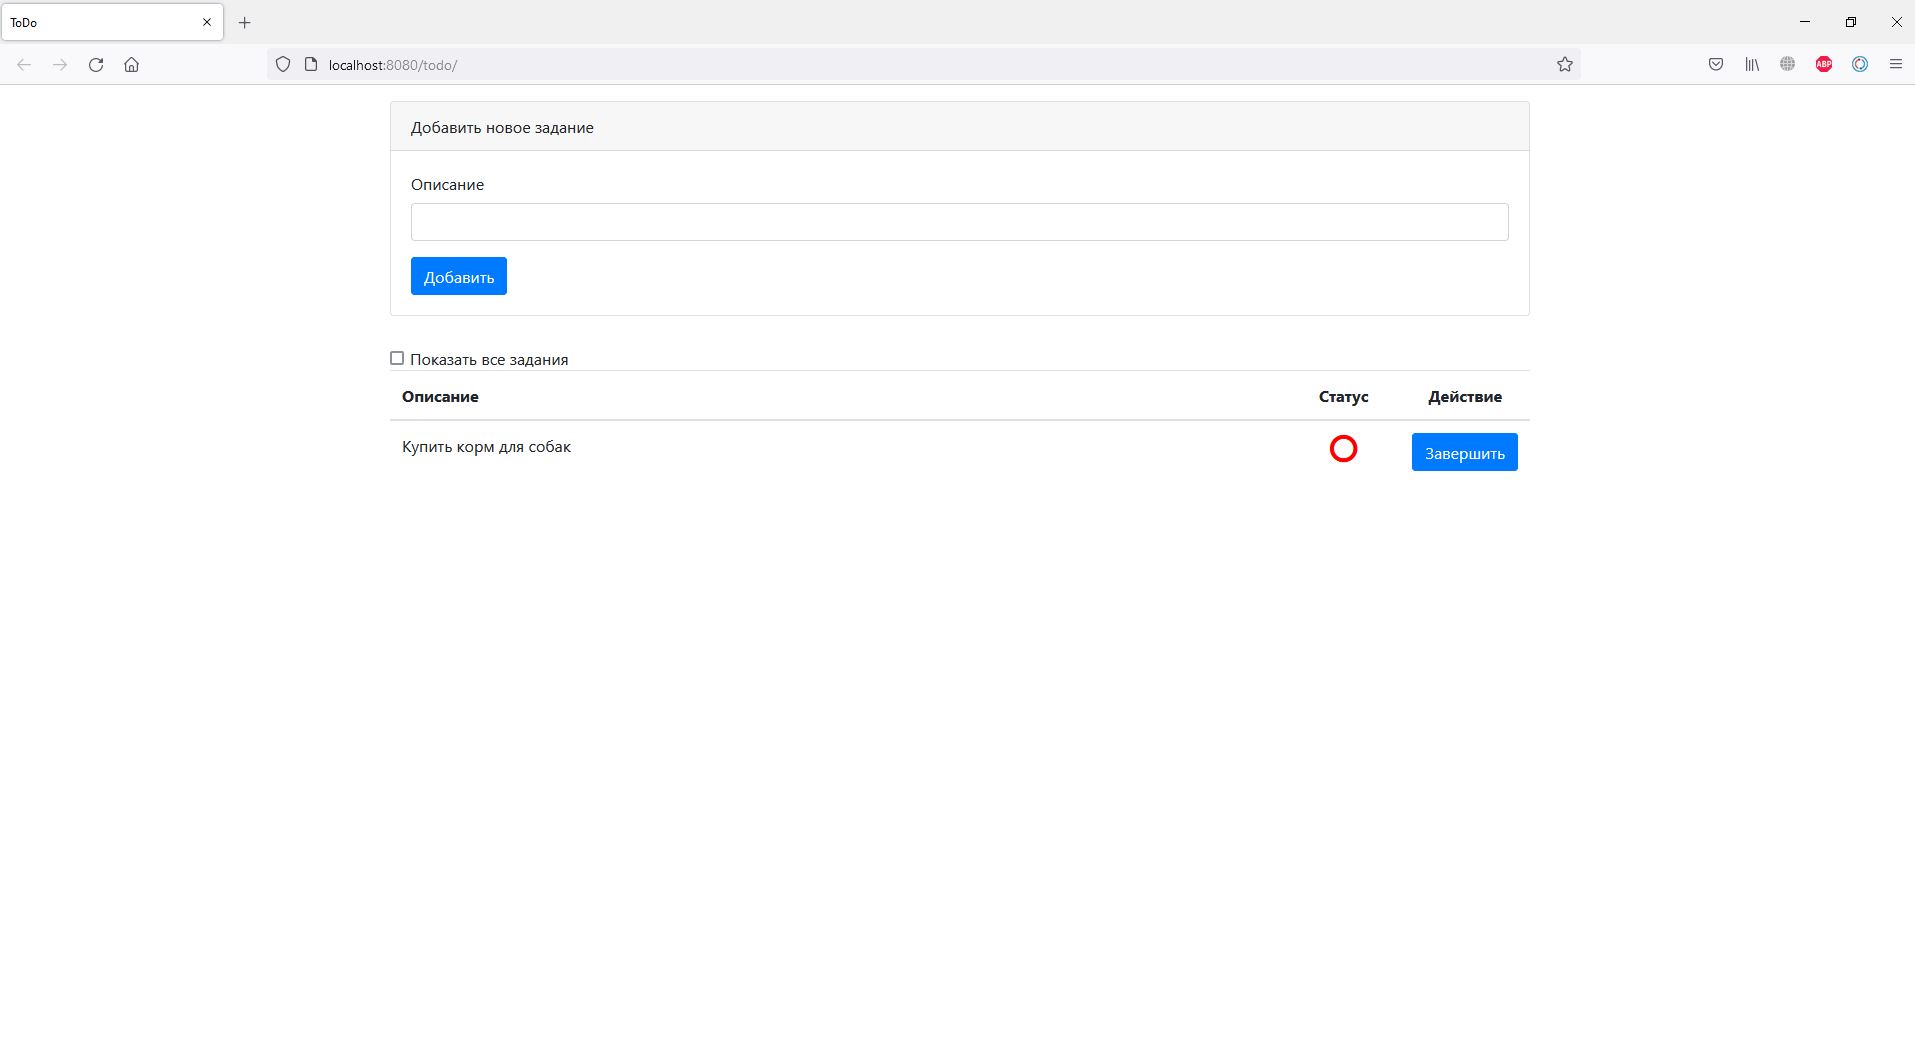 ToDo
localhost:8080/todo/
ABP
Добавить новое задание
Описание
Добавить
Показать все задания
Описание Статус Действие
Купить корм для собак Завершить